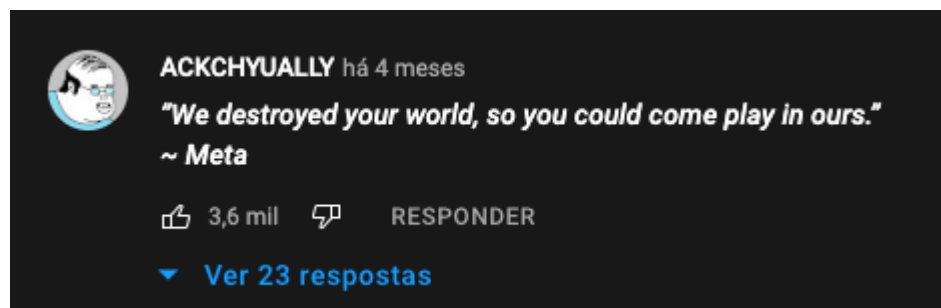 ACKCHYUALLY há 4 meses
"We destroyed your world, so you could come play in ours."
~ Meta
3,6 mil RESPONDER
Ver 23 respostas